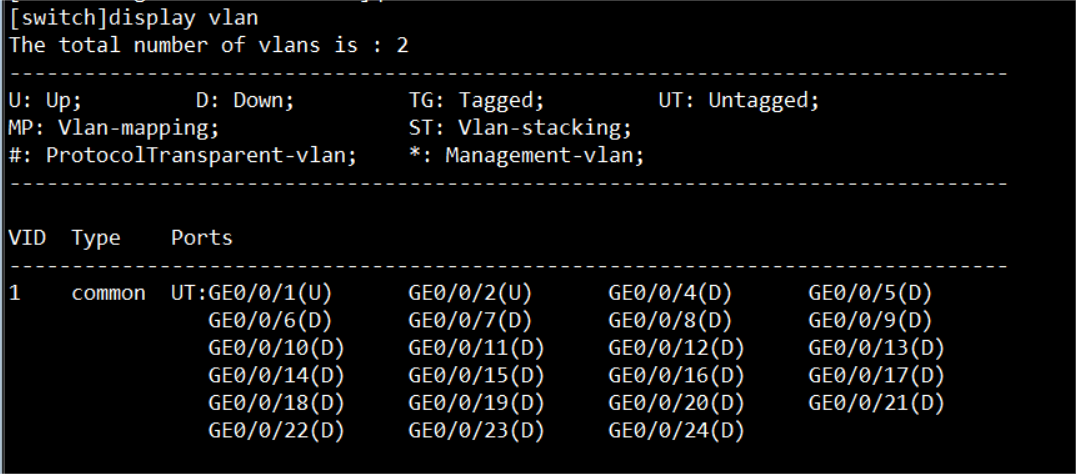 [switch]display vlan
The total number of vlans is : 2
--------------------------------------------------------------------------------
U: Up;         D: Down;         TG: Tagged;         UT: Untagged;
MP: Vlan-mapping;               ST: Vlan-stacking;
#: ProtocolTransparent-vlan;    *: Management-vlan;
--------------------------------------------------------------------------------
VID  Type    Ports
--------------------------------------------------------------------------------
1    common  UT:GE0/0/1(U)      GE0/0/2(U)      GE0/0/4(D)      GE0/0/5(D)
                GE0/0/6(D)      GE0/0/7(D)      GE0/0/8(D)      GE0/0/9(D)
                GE0/0/10(D)     GE0/0/11(D)     GE0/0/12(D)     GE0/0/13(D)
                GE0/0/14(D)     GE0/0/15(D)     GE0/0/16(D)     GE0/0/17(D)
                GE0/0/18(D)     GE0/0/19(D)     GE0/0/20(D)     GE0/0/21(D)
                GE0/0/22(D)     GE0/0/23(D)     GE0/0/24(D)